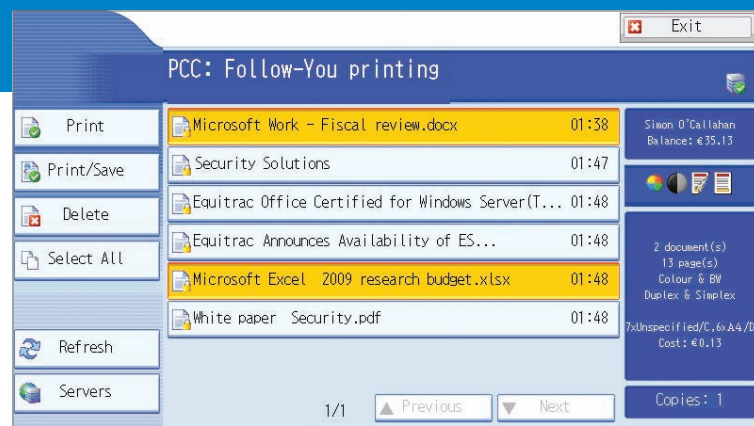 Exit
PCC: Follow-You printing
Print
Print/Save
Delete
Select All
Refresh
Servers
Microsoft Work - Fiscal review.docx 01:38
Security Solutions 01:47
Equitrac Office Certified for Windows Server(T... 01:48
Equitrac Announces Availability of ES... 01:48
Microsoft Excel 2009 research budget.xlsx 01:48
White paper Security.pdf 01:48
1/1 Previous Next
Simon O'Callahan
Balance: €35.13
2 document(s)
13 page(s)
Colour & BW
Duplex & Simplex
7xUnspecified/C,6xA4/D
Cost: €0.13
Copies: 1